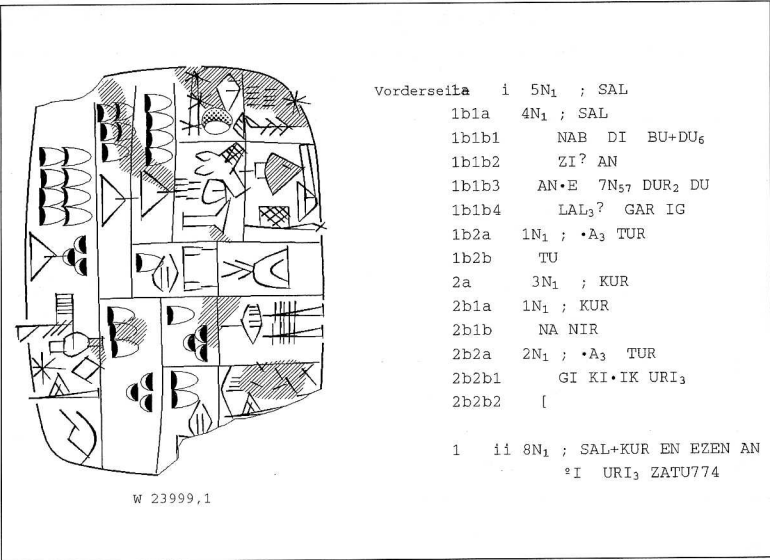 Vorderseite 1a i 5N₁ ; SAL
1b1a 4N₁ ; SAL
1b1b1 NAB DI BU+DU₆
1b1b2 ZI? AN
1b1b3 AN•E 7N₅₇ DUR₂ DU
1b1b4 LAL₃? GAR IG
1b2a 1N₁ ; •A₃ TUR
1b2b TU
2a 3N₁ ; KUR
2b1a 1N₁ ; KUR
2b1b NA NIR
2b2a 2N₁ ; •A₃ TUR
2b2b1 GI KI•IK URI₃
2b2b2 [
1 ii 8N₁ ; SAL+KUR EN EZEN AN
ºI URI₃ ZATU774
W 23999,1